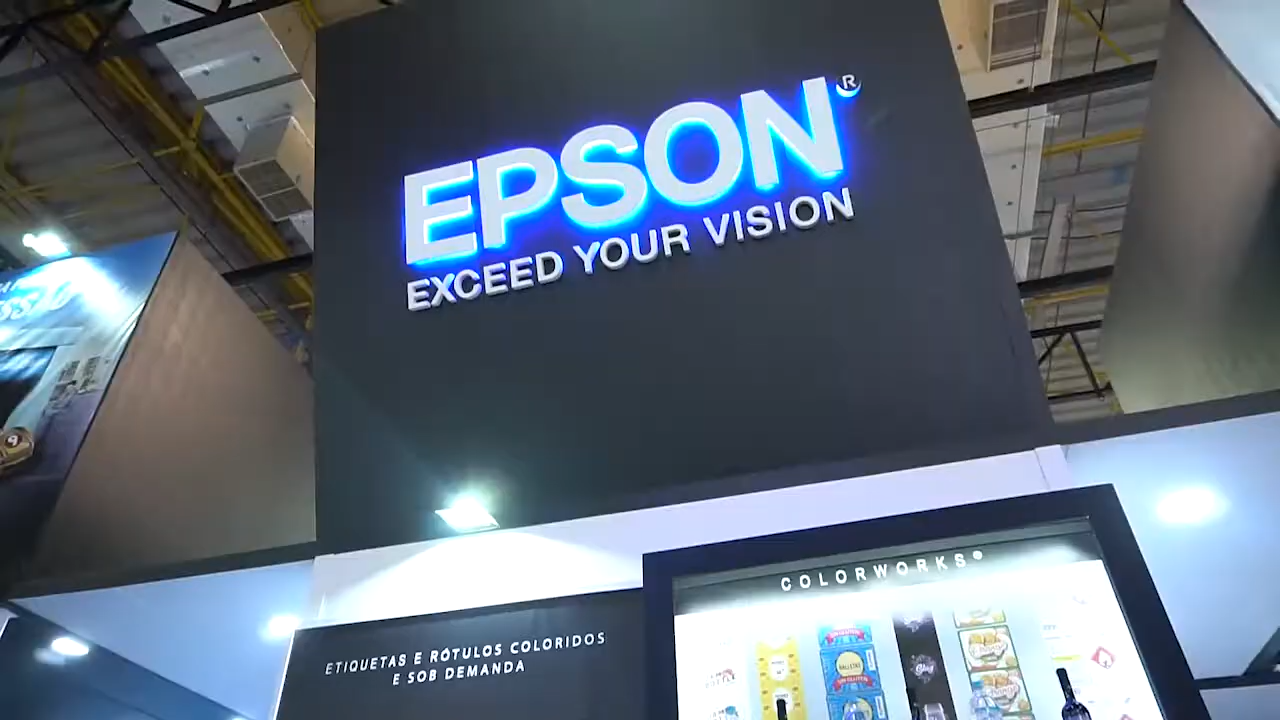 EPSON®
EXCEED YOUR VISION
COLORWORKS®
ETIQUETAS E RÓTULOS COLORIDOS
E SOB DEMANDA